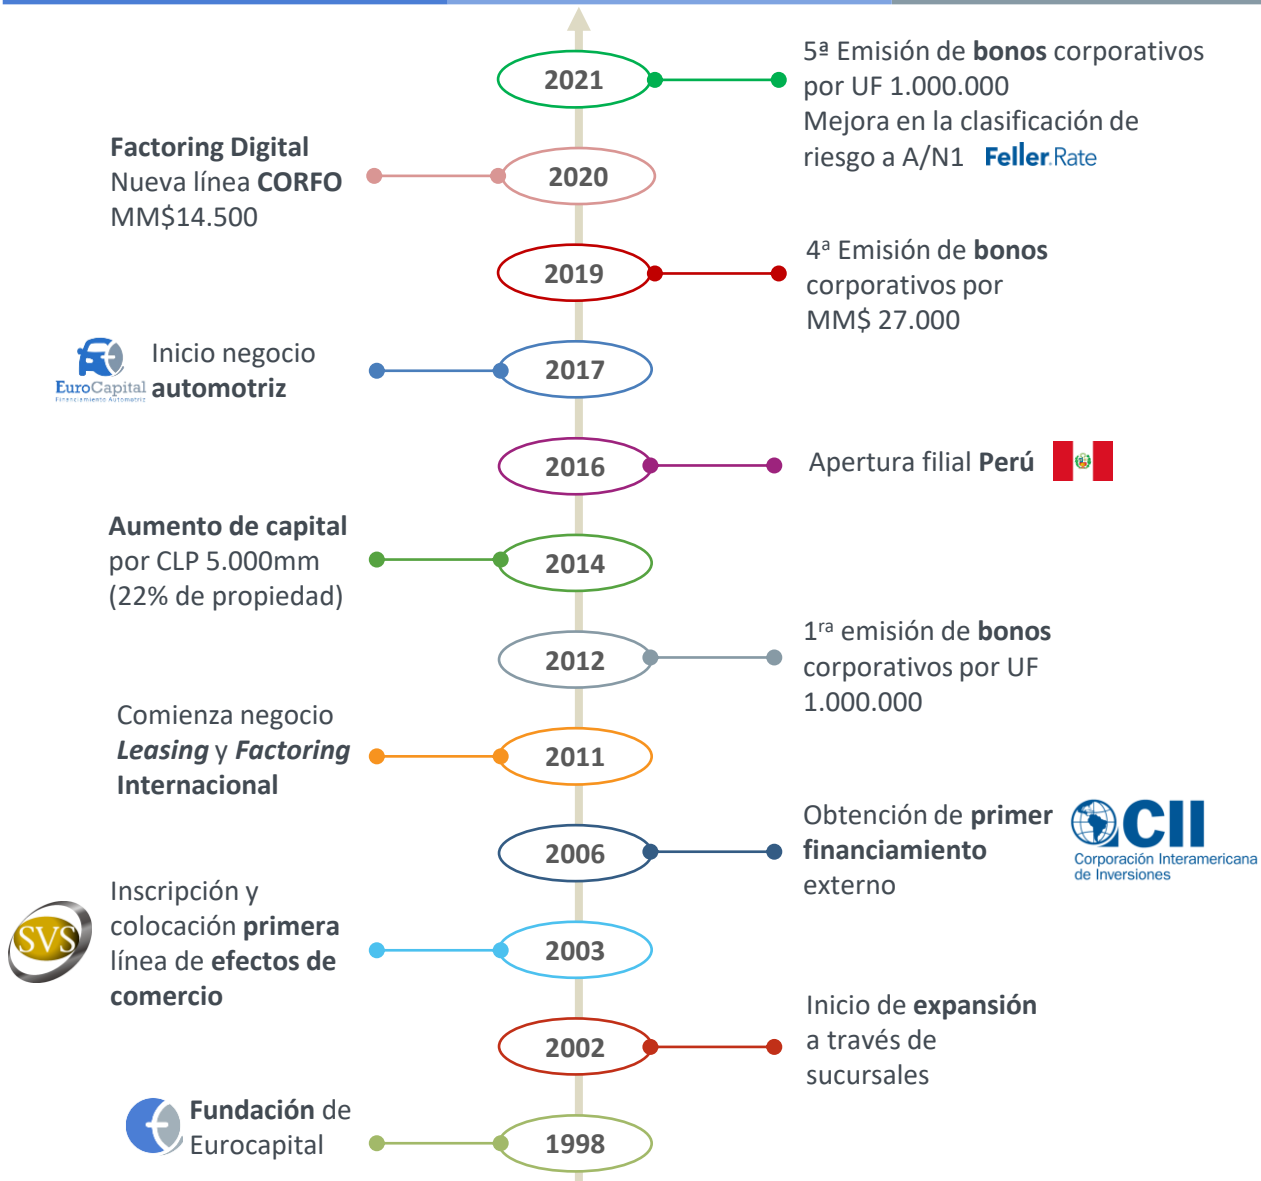 2021
5ª Emisión de bonos corporativos
por UF 1.000.000
Mejora en la clasificación de
riesgo a A/N1 Feller.Rate
Factoring Digital
Nueva línea CORFO
MM$14.500
2020
2019
4ª Emisión de bonos
corporativos por
MM$ 27.000
EuroCapital
Financiamiento Automotriz
Inicio negocio
automotriz
2017
2016
Apertura filial Perú
Aumento de capital
por CLP 5.000mm
(22% de propiedad)
2014
2012
1ra emisión de bonos
corporativos por UF
1.000.000
Comienza negocio
Leasing y Factoring
Internacional
2011
2006
Obtención de primer
financiamiento
externo
CII
Corporación Interamericana
de Inversiones
SVS
Inscripción y
colocación primera
línea de efectos de
comercio
2003
2002
Inicio de expansión
a través de
sucursales
Fundación de
Eurocapital
1998